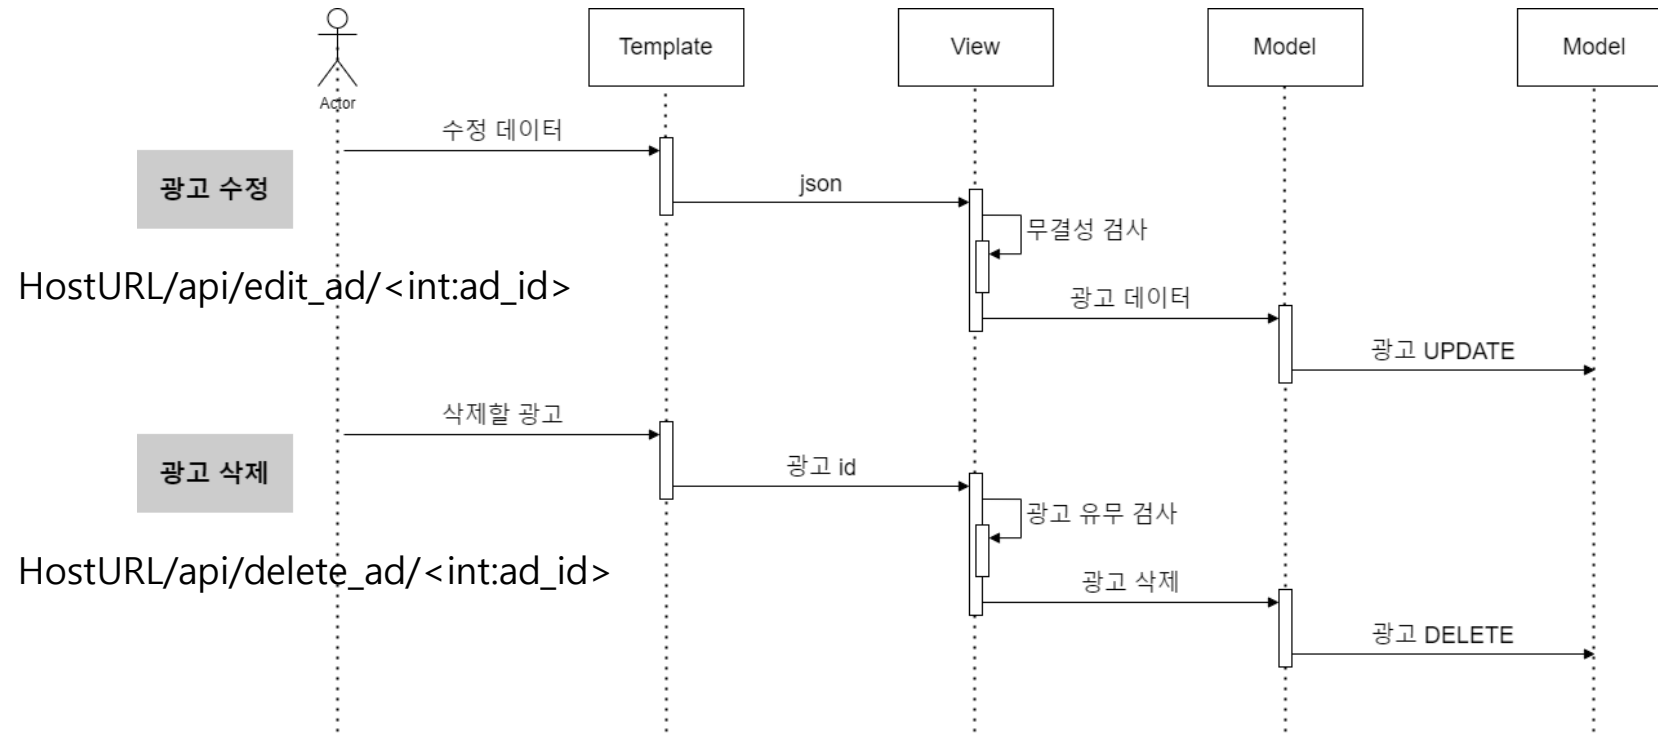 Template
View
Model
Model
Actor
수정 데이터
광고 수정
json
무결성 검사
HostURL/api/edit_ad/<int:ad_id>
광고 데이터
광고 UPDATE
삭제할 광고
광고 삭제
광고 id
광고 유무 검사
HostURL/api/delete_ad/<int:ad_id>
광고 삭제
광고 DELETE